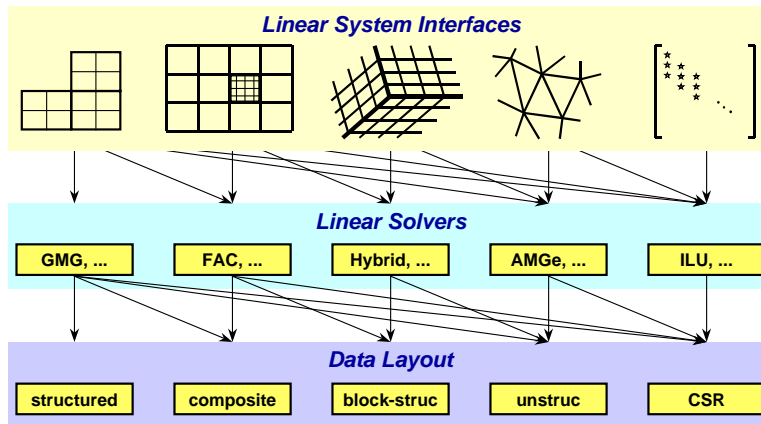 Linear System Interfaces
Linear Solvers
GMG, ...
FAC, ...
Hybrid, ...
AMGe, ...
ILU, ...
Data Layout
structured
composite
block-struc
unstruc
CSR